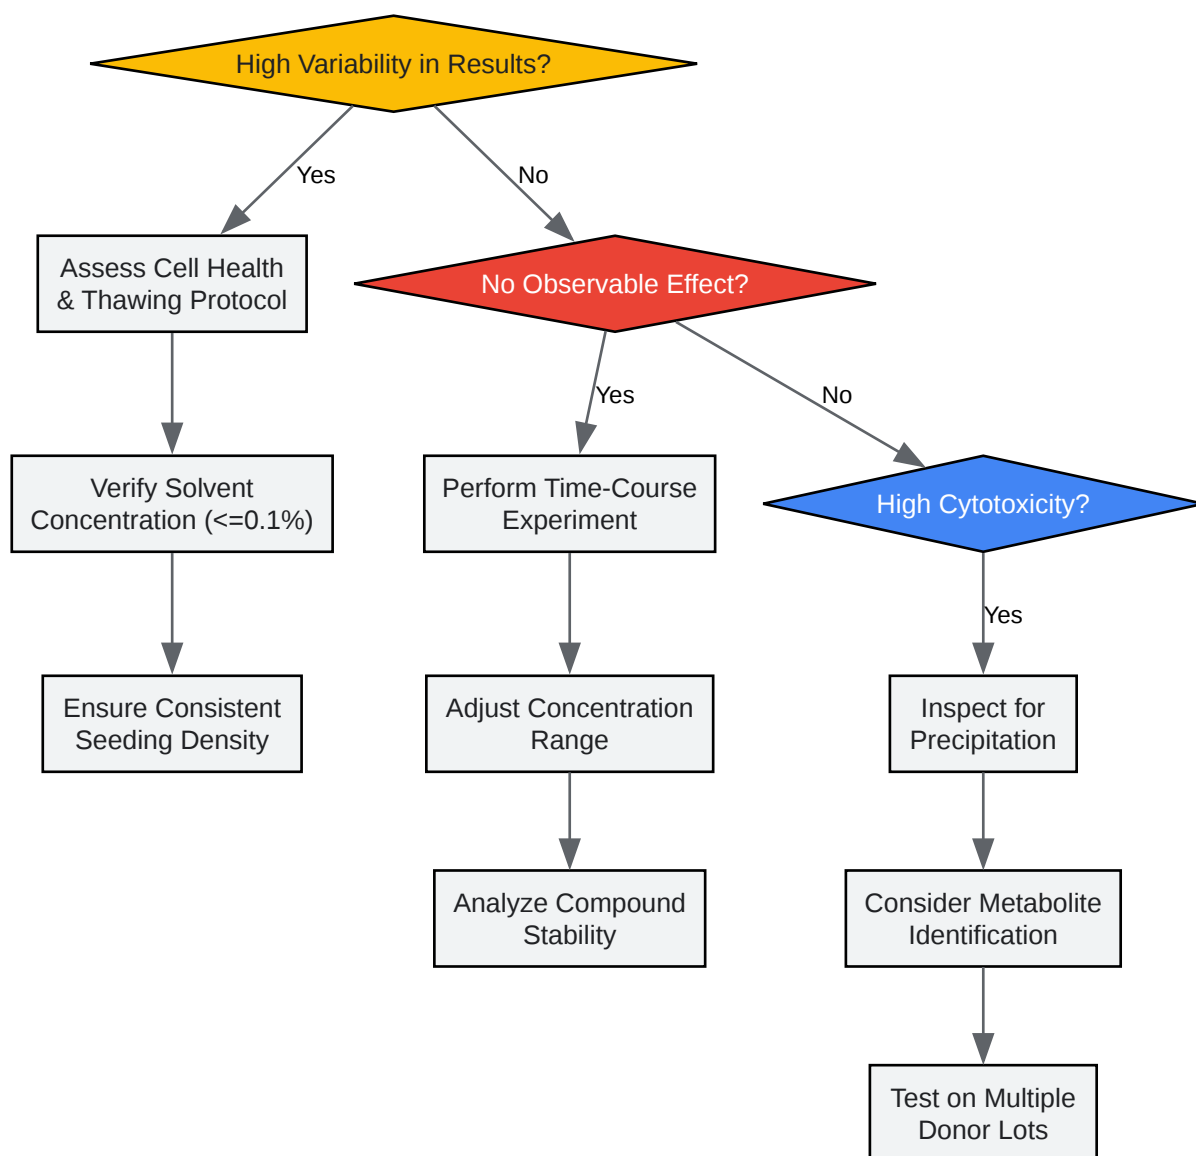 High Variability in Results?
Yes
No
Assess Cell Health
& Thawing Protocol
No Observable Effect?
Yes
No
Verify Solvent
Concentration (<=0.1%)
Perform Time-Course
Experiment
High Cytotoxicity?
Yes
Ensure Consistent
Seeding Density
Adjust Concentration
Range
Inspect for
Precipitation
Analyze Compound
Stability
Consider Metabolite
Identification
Test on Multiple
Donor Lots